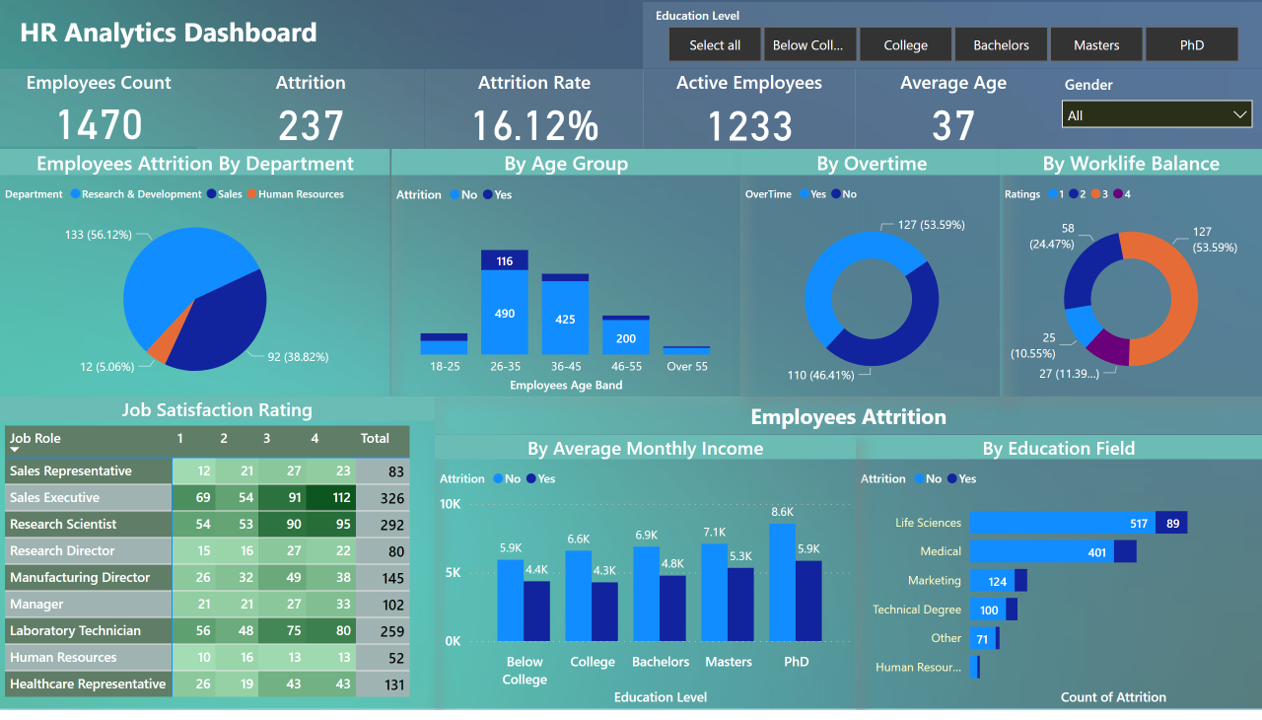 HR Analytics Dashboard
Education Level
Select all
Below Coll...
College
Bachelors
Masters
PhD
Employees Count
1470
Attrition
237
Attrition Rate
16.12%
Active Employees
1233
Average Age
37
Gender
All
Employees Attrition By Department
Department Research & Development Sales Human Resources
133 (56.12%)
92 (38.82%)
12 (5.06%)
By Age Group
Attrition No Yes
116
490
425
200
18-25 26-35 36-45 46-55 Over 55
Employees Age Band
By Overtime
OverTime Yes No
127 (53.59%)
110 (46.41%)
By Worklife Balance
Ratings 1 2 3 4
58
(24.47%)
127
(53.59%)
25
(10.55%)
27 (11.39...)
Job Satisfaction Rating
Job Role 1 2 3 4 Total
Sales Representative 12 21 27 23 83
Sales Executive 69 54 91 112 326
Research Scientist 54 53 90 95 292
Research Director 15 16 27 22 80
Manufacturing Director 26 32 49 38 145
Manager 21 21 27 33 102
Laboratory Technician 56 48 75 80 259
Human Resources 10 16 13 13 52
Healthcare Representative 26 19 43 43 131
Employees Attrition
By Average Monthly Income
Attrition No Yes
10K
5K
0K
5.9K 4.4K
6.6K 4.3K
6.9K 4.8K
7.1K 5.3K
8.6K 5.9K
Below
College
College
Bachelors
Masters
PhD
Education Level
By Education Field
Attrition No Yes
Life Sciences 517 89
Medical 401
Marketing 124
Technical Degree 100
Other 71
Human Resour...
Count of Attrition